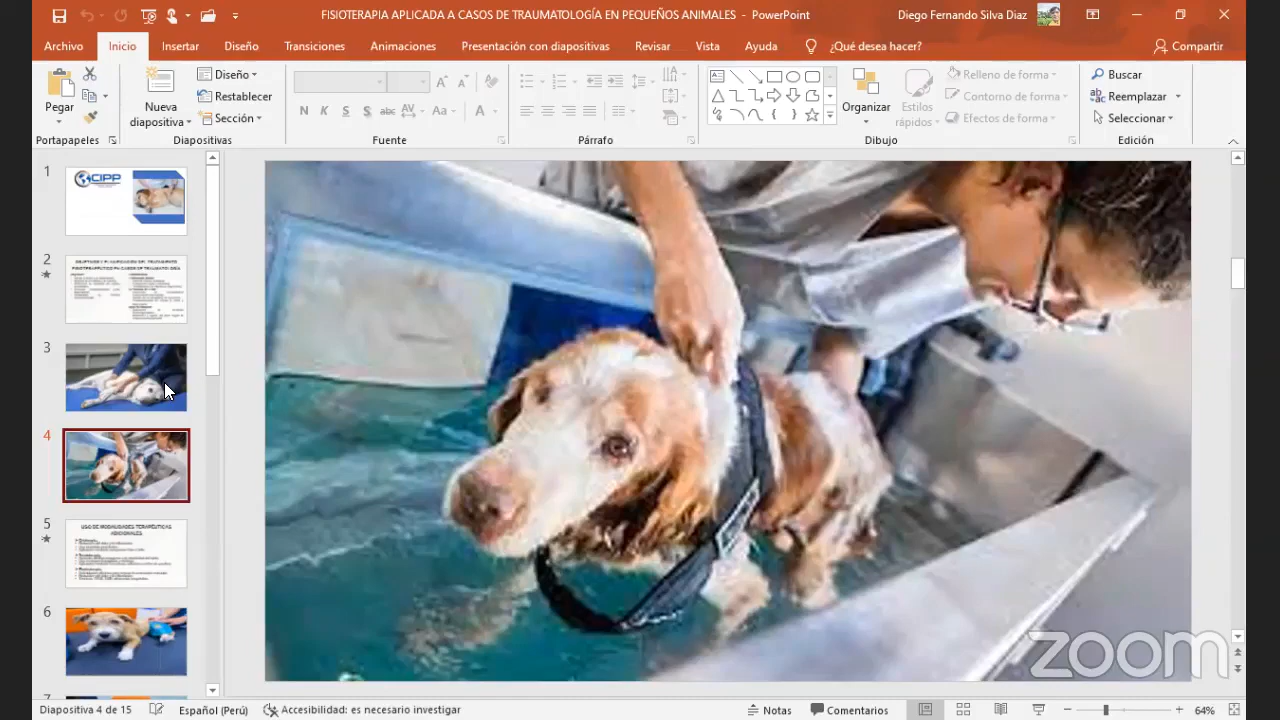 FISIOTERAPIA APLICADA A CASOS DE TRAUMATOLOGÍA EN PEQUEÑOS ANIMALES - PowerPoint
Diego Fernando Silva Diaz
Archivo Inicio Insertar Diseño Transiciones Animaciones Presentación con diapositivas Revisar Vista Ayuda ¿Qué desea hacer? Compartir
Pegar
Nueva diapositiva
Diseño
Restablecer
Sección
N K S S abc AV Aa A
Organizar
Estilos rápidos
Relleno de forma
Contorno de forma
Efectos de forma
Buscar
Reemplazar
Seleccionar
Portapapeles Diapositivas Fuente Párrafo Dibujo Edición
1
CIPP
2
3
4
5
USO DE MODALIDADES TERAPÉUTICAS
ADICIONALES
6
7
zoom
Diapositiva 4 de 15 Español (Perú) Accesibilidad: es necesario investigar Notas Comentarios 64%